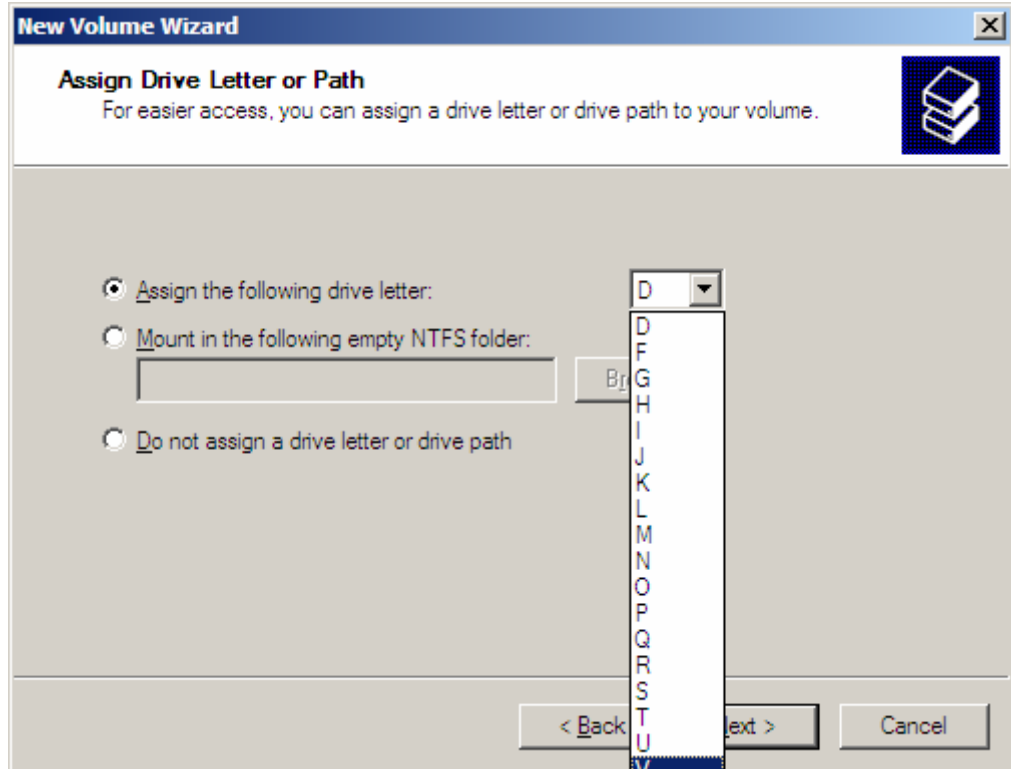 New Volume Wizard
Assign Drive Letter or Path
For easier access, you can assign a drive letter or drive path to your volume.
Assign the following drive letter:
D
Mount in the following empty NTFS folder:
D
F
G
H
I
J
K
L
M
N
O
P
Q
R
S
T
U
Do not assign a drive letter or drive path
< Back
Cancel